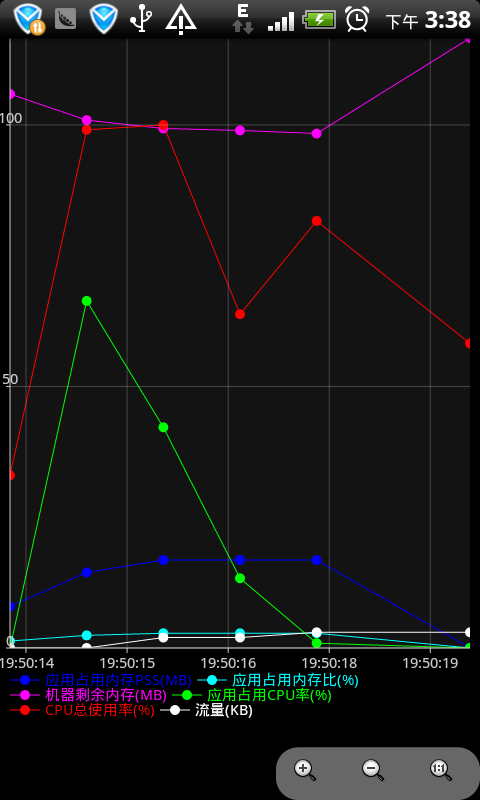 E 下午 3:38
100
50
0
19:50:14 19:50:15 19:50:16 19:50:18 19:50:19
应用占用内存PSS(MB) 应用占用内存比(%)
机器剩余内存(MB) 应用占用CPU率(%)
CPU总使用率(%) 流量(KB)
1:1